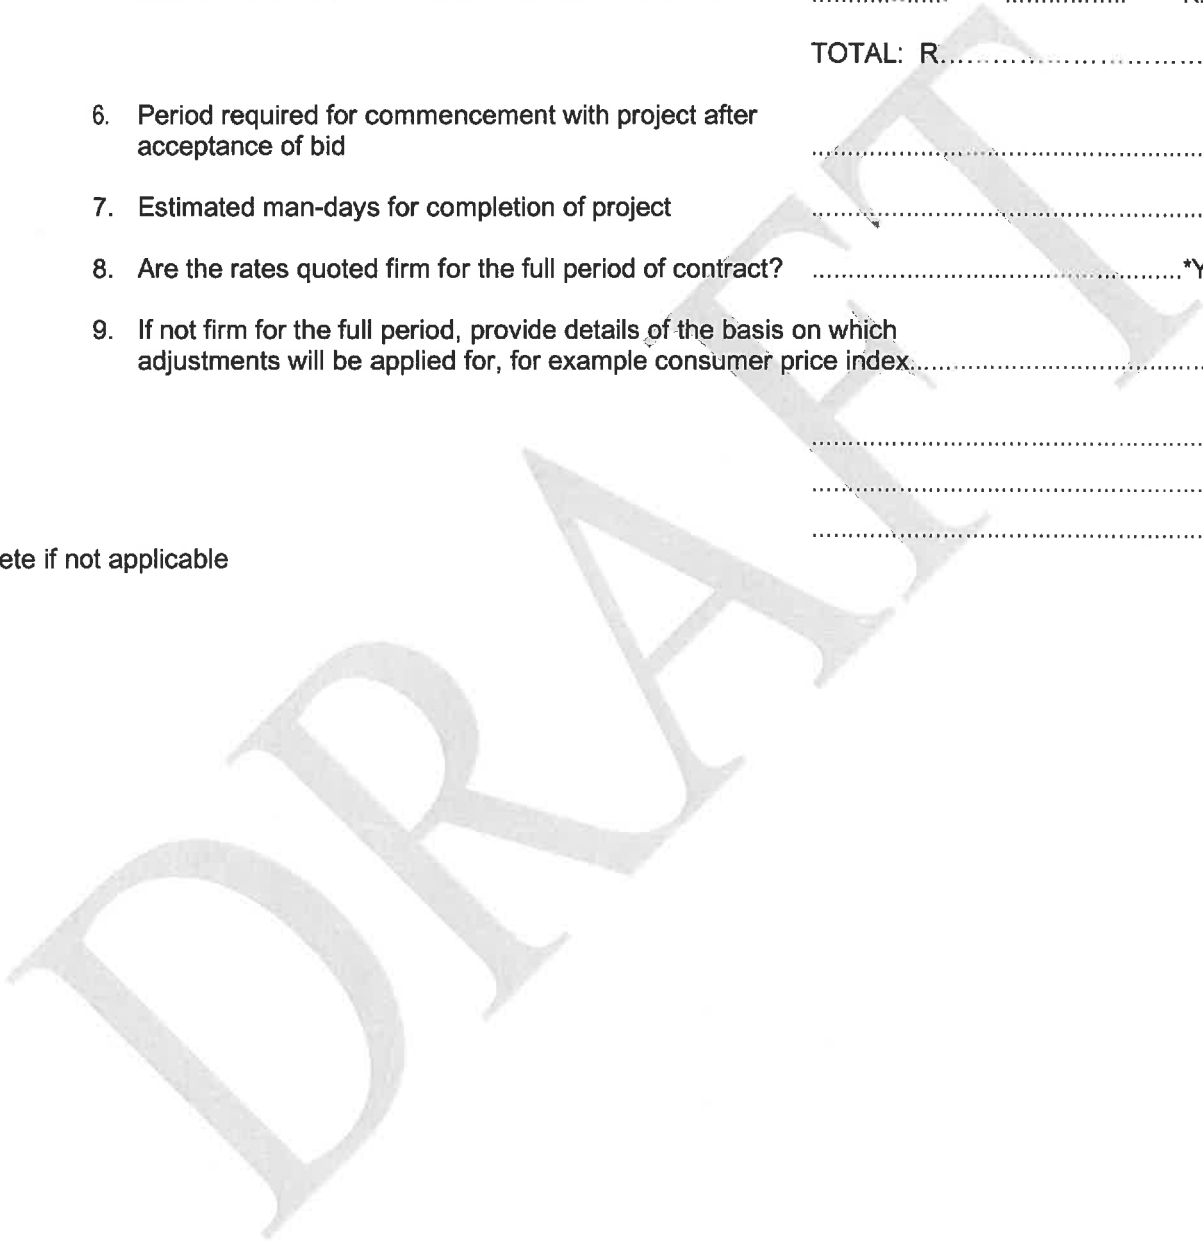 TOTAL: R..........................................
6. Period required for commencement with project after
acceptance of bid ..........................................
7. Estimated man-days for completion of project ..........................................
8. Are the rates quoted firm for the full period of contract? ..........................................*Y
9. If not firm for the full period, provide details of the basis on which
adjustments will be applied for, for example consumer price index..........................................
..........................................
..........................................
..........................................
ete if not applicable
DRAFT